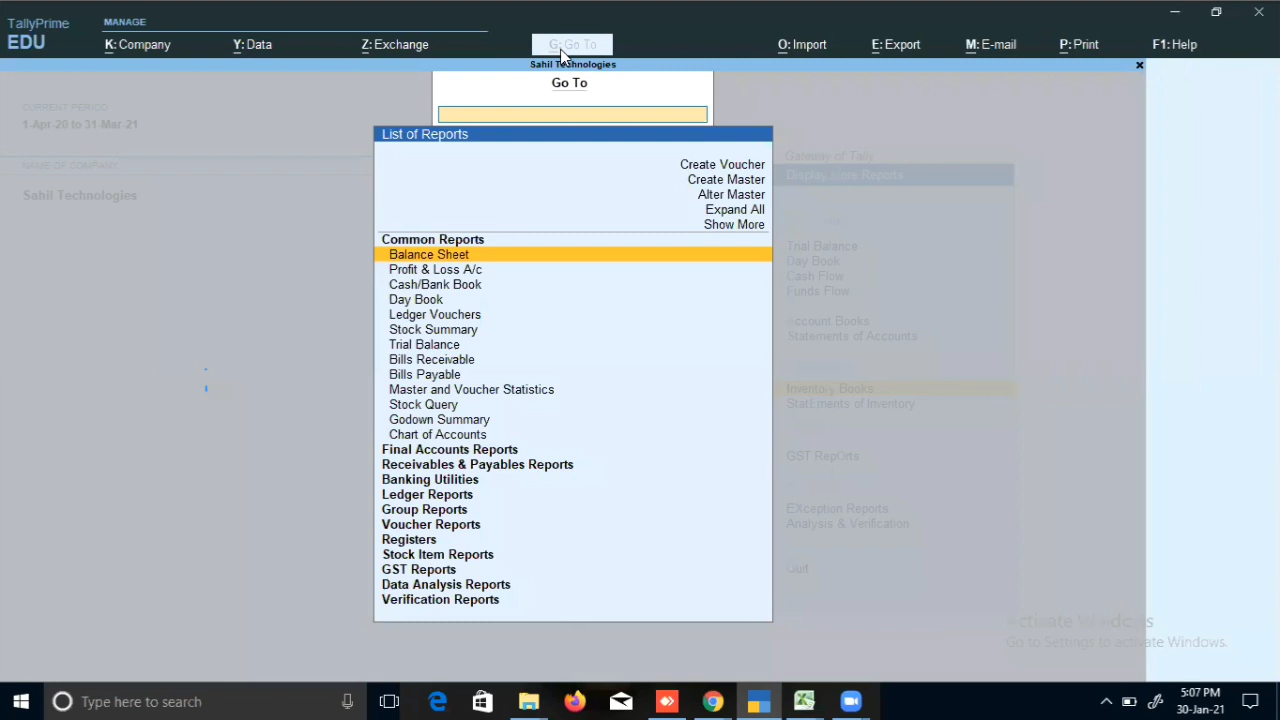 TallyPrime
EDU
MANAGE
K: Company
Y: Data
Z: Exchange
G: Go To
O: Import
E: Export
M: E-mail
P: Print
F1: Help
Sahil Technologies
Go To
CURRENT PERIOD
1-Apr-20 to 31-Mar-21
NAME OF COMPANY
Sahil Technologies
List of Reports
Create Voucher
Create Master
Alter Master
Expand All
Show More
Common Reports
Balance Sheet
Profit & Loss A/c
Cash/Bank Book
Day Book
Ledger Vouchers
Stock Summary
Trial Balance
Bills Receivable
Bills Payable
Master and Voucher Statistics
Stock Query
Godown Summary
Chart of Accounts
Final Accounts Reports
Receivables & Payables Reports
Banking Utilities
Ledger Reports
Group Reports
Voucher Reports
Registers
Stock Item Reports
GST Reports
Data Analysis Reports
Verification Reports
Gateway of Tally
Display More Reports
Trial Balance
Day Book
Cash Flow
Funds Flow
Account Books
Statements of Accounts
Inventory Books
StatEments of Inventory
GST RepOrts
EXception Reports
Analysis & Verification
Quit
Activate Windows
Go to Settings to activate Windows.
Type here to search
5:07 PM
30-Jan-21